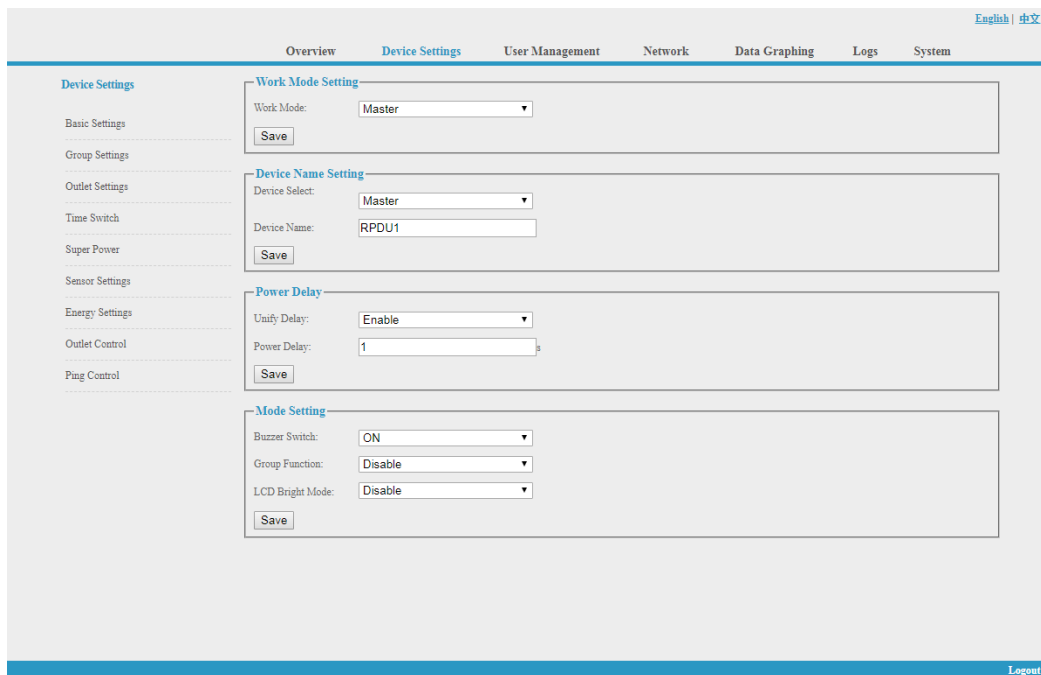 English | 中文
Overview Device Settings User Management Network Data Graphing Logs System
Device Settings
Basic Settings
Group Settings
Outlet Settings
Time Switch
Super Power
Sensor Settings
Energy Settings
Outlet Control
Ping Control
Work Mode Setting
Work Mode: Master
Save
Device Name Setting
Device Select: Master
Device Name: RPDU1
Save
Power Delay
Unify Delay: Enable
Power Delay: 1 s
Save
Mode Setting
Buzzer Switch: ON
Group Function: Disable
LCD Bright Mode: Disable
Save
Logout